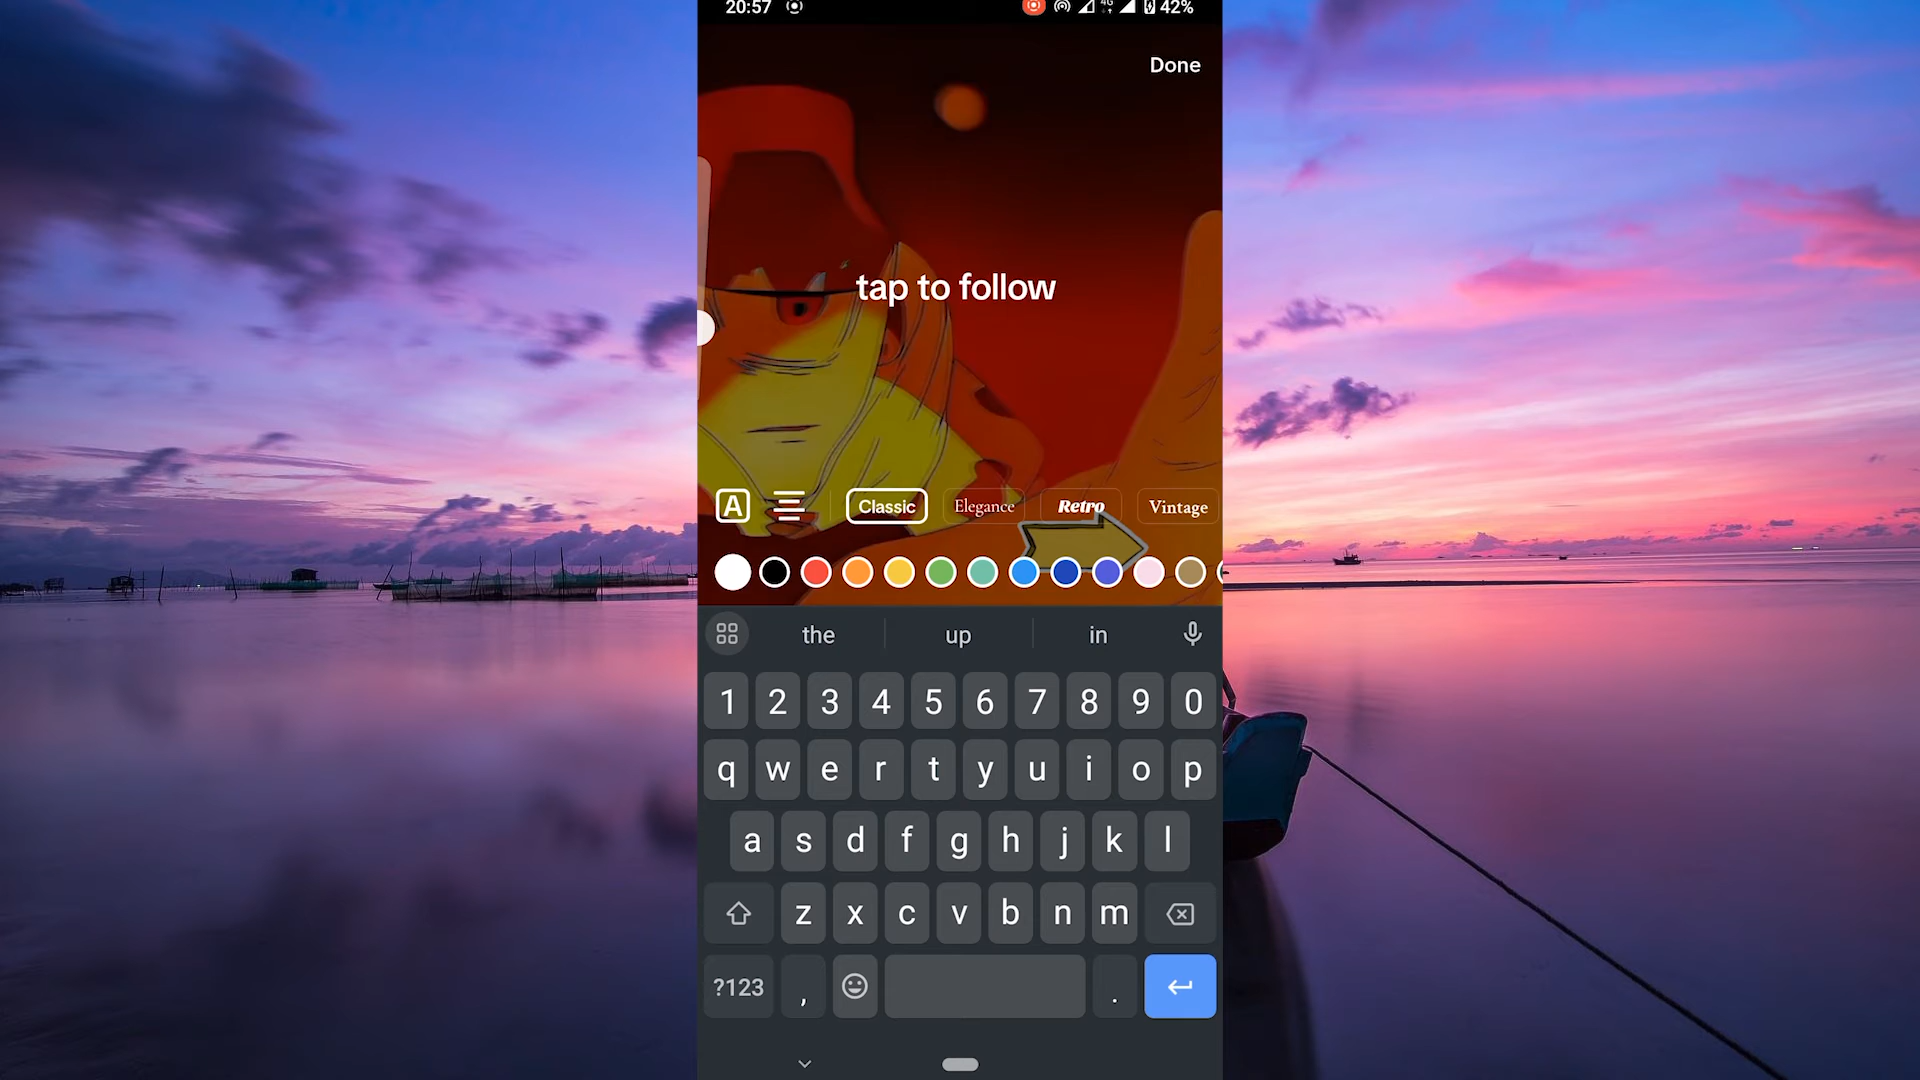 20:57 4G 42%
Done
tap to follow
A Classic Elegance Retro Vintage
the up in
1 2 3 4 5 6 7 8 9 0
q w e r t y u i o p
a s d f g h j k l
z x c v b n m
?123 , .